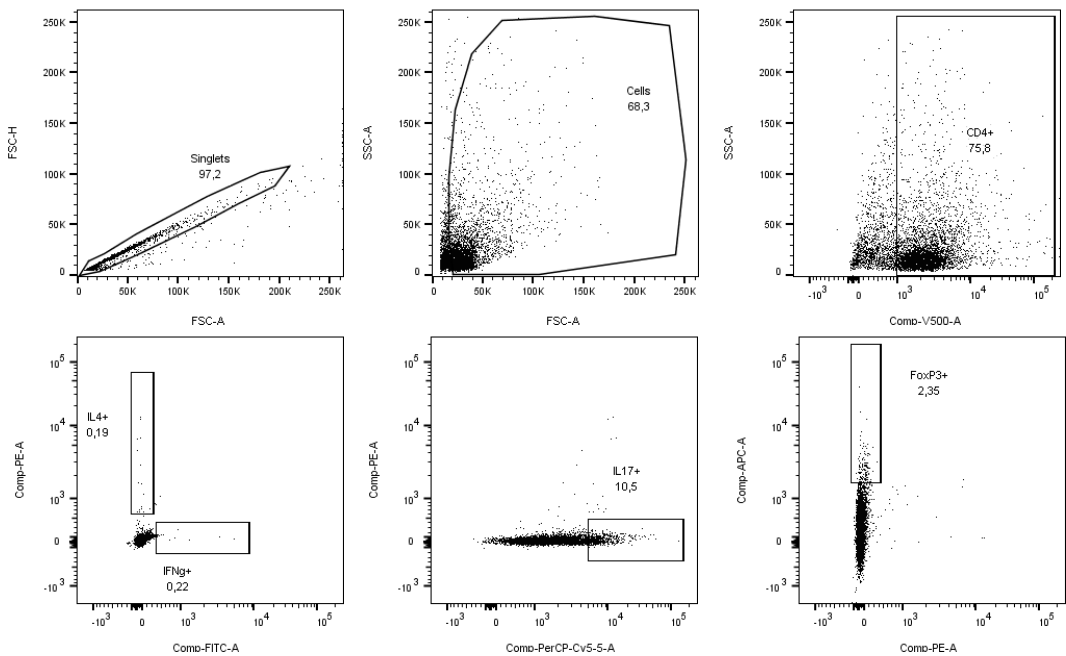 250K
200K
150K
100K
50K
0
FSC-H
Singlets
97,2
0
50K
100K
150K
200K
250K
FSC-A
250K
200K
150K
100K
50K
0
SSC-A
Cells
68,3
0
50K
100K
150K
200K
250K
FSC-A
250K
200K
150K
100K
50K
0
SSC-A
CD4+
75,8
-10³
0
10³
10⁴
10⁵
Comp-V500-A
10⁵
10⁴
10³
0
-10³
Comp-PE-A
IL4+
0,19
IFNg+
0,22
-10³
0
10³
10⁴
10⁵
Comp-FITC-A
10⁵
10⁴
10³
0
-10³
Comp-PE-A
IL17+
10,5
-10³
0
10³
10⁴
10⁵
Comp-PerCP-Cy5-5-A
10⁵
10⁴
10³
0
-10³
Comp-APC-A
FoxP3+
2,35
-10³
0
10³
10⁴
10⁵
Comp-PE-A